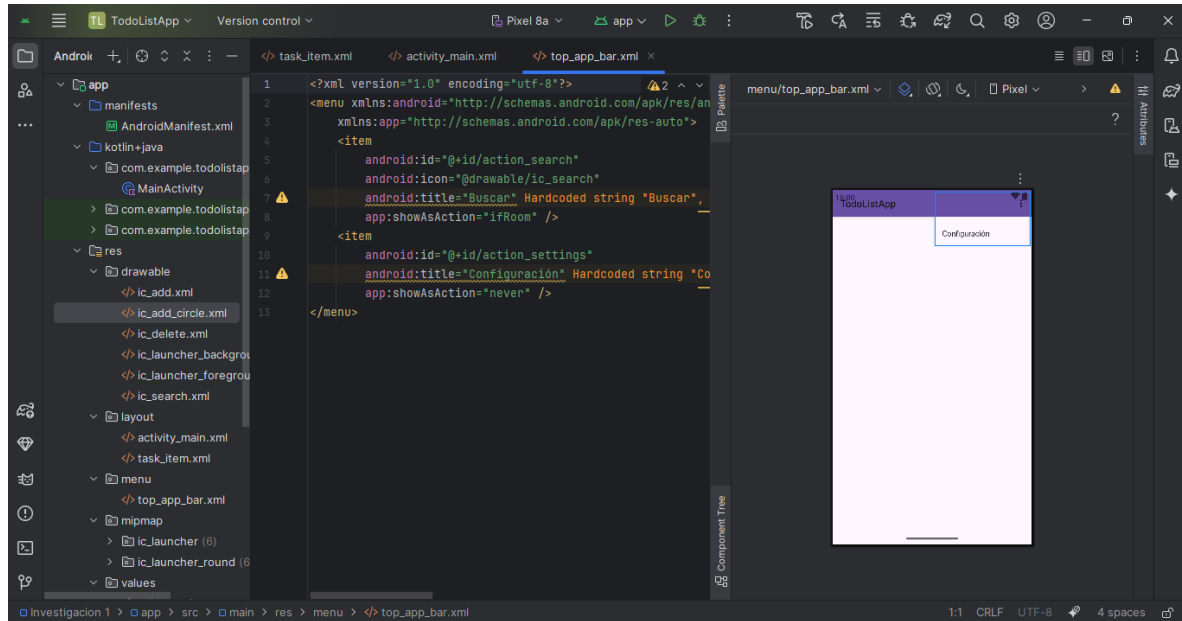 TL TodoListApp Version control Pixel 8a app
Android
task_item.xml activity_main.xml top_app_bar.xml
app
manifests
AndroidManifest.xml
kotlin+java
com.example.todolistap
MainActivity
com.example.todolistap
com.example.todolistap
res
drawable
ic_add.xml
ic_add_circle.xml
ic_delete.xml
ic_launcher_backgrou
ic_launcher_foregrou
ic_search.xml
layout
activity_main.xml
task_item.xml
menu
top_app_bar.xml
mipmap
ic_launcher (6)
ic_launcher_round (6
values
1 <?xml version="1.0" encoding="utf-8"?> 2
2 <menu xmlns:android="http://schemas.android.com/apk/res/an
3 xmlns:app="http://schemas.android.com/apk/res-auto">
4 <item
5 android:id="@+id/action_search"
6 android:icon="@drawable/ic_search"
7 android:title="Buscar" Hardcoded string "Buscar",
8 app:showAsAction="ifRoom" />
9 <item
10 android:id="@+id/action_settings"
11 android:title="Configuración" Hardcoded string "Co
12 app:showAsAction="never" />
13 </menu>
Palette
Component Tree
menu/top_app_bar.xml Pixel
?
Attributes
TodoListApp
Configuración
Investigacion 1 > app > src > main > res > menu > top_app_bar.xml
1:1 CRLF UTF-8 4 spaces